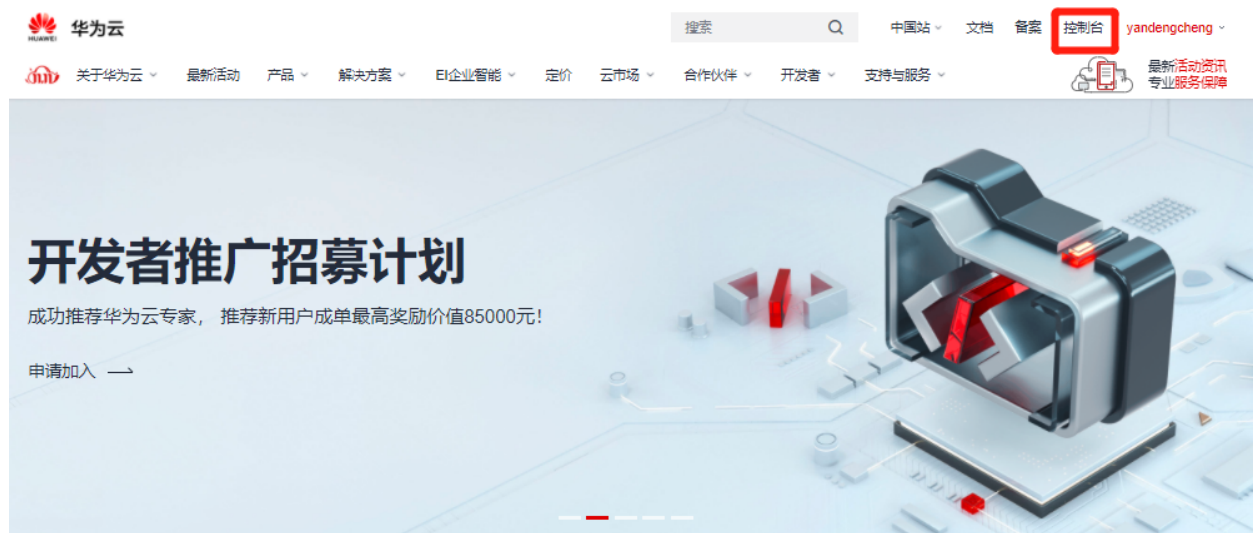 HUAWEI
华为云
搜索
中国站
文档
备案
控制台
yandengcheng
关于华为云
最新活动
产品
解决方案
EI企业智能
定价
云市场
合作伙伴
开发者
支持与服务
最新活动资讯
专业服务保障
开发者推广招募计划
成功推荐华为云专家， 推荐新用户成单最高奖励价值85000元！
申请加入